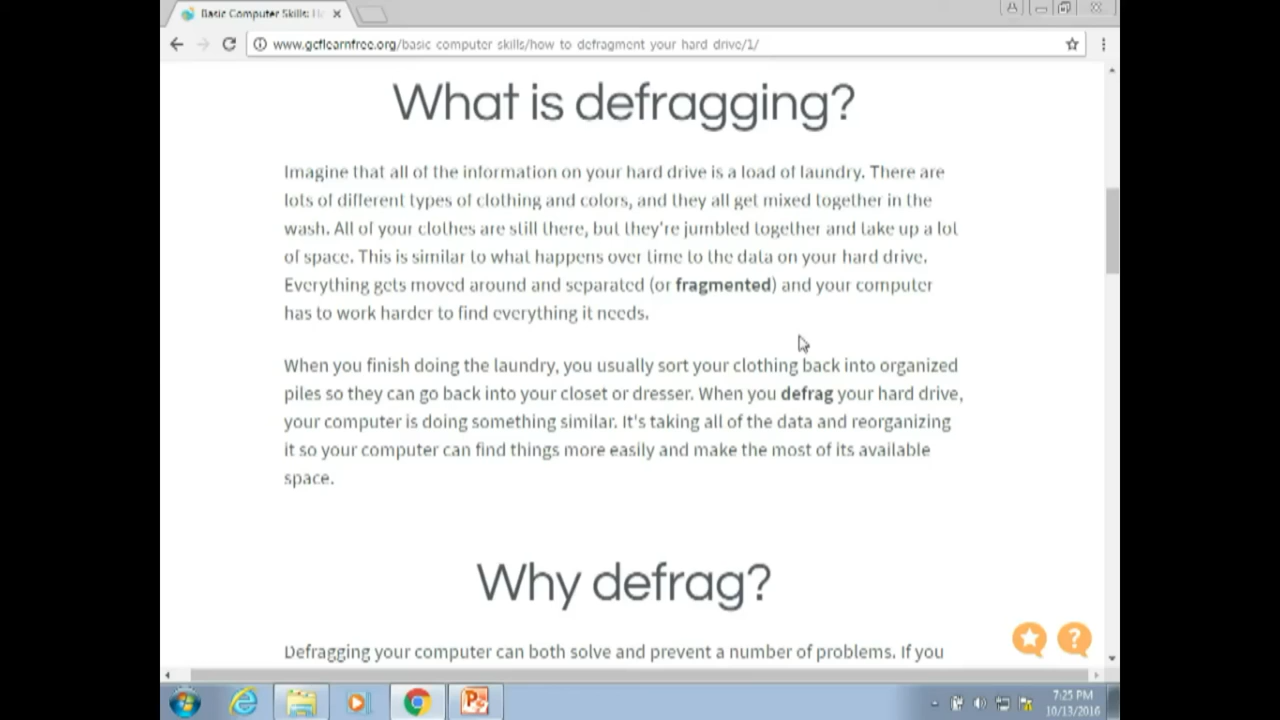 Basic Computer Skills: H
www.gcflearnfree.org/basic computer skills/how to defragment your hard drive/1/
What is defragging?
Imagine that all of the information on your hard drive is a load of laundry. There are
lots of different types of clothing and colors, and they all get mixed together in the
wash. All of your clothes are still there, but they're jumbled together and take up a lot
of space. This is similar to what happens over time to the data on your hard drive.
Everything gets moved around and separated (or fragmented) and your computer
has to work harder to find everything it needs.
When you finish doing the laundry, you usually sort your clothing back into organized
piles so they can go back into your closet or dresser. When you defrag your hard drive,
your computer is doing something similar. It's taking all of the data and reorganizing
it so your computer can find things more easily and make the most of its available
space.
Why defrag?
Defragging your computer can both solve and prevent a number of problems. If you
7:25 PM
10/13/2016